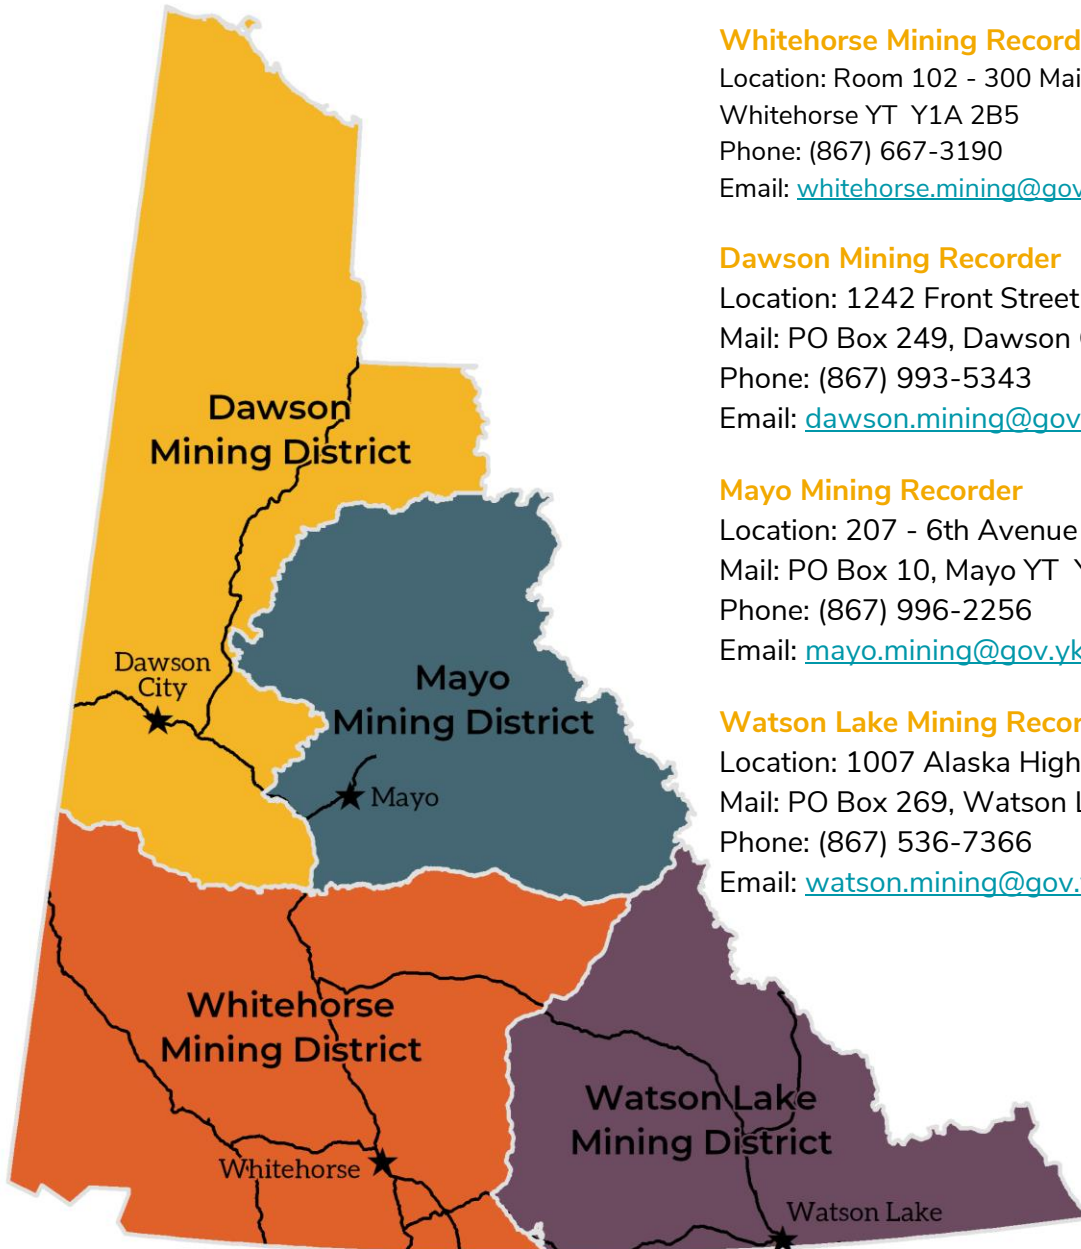 Whitehorse Mining Record
Location: Room 102 - 300 Mai
Whitehorse YT Y1A 2B5
Phone: (867) 667-3190
Email: whitehorse.mining@gov
Dawson Mining Recorder
Location: 1242 Front Street
Mail: PO Box 249, Dawson
Phone: (867) 993-5343
Email: dawson.mining@gov.
Mayo Mining Recorder
Location: 207 - 6th Avenue
Mail: PO Box 10, Mayo YT Y
Phone: (867) 996-2256
Email: mayo.mining@gov.yk
Watson Lake Mining Recor
Location: 1007 Alaska High
Mail: PO Box 269, Watson L
Phone: (867) 536-7366
Email: watson.mining@gov.
Dawson
Mining District
Dawson
City
Mayo
Mining District
Mayo
Whitehorse
Mining District
Whitehorse
Watson Lake
Mining District
Watson Lake